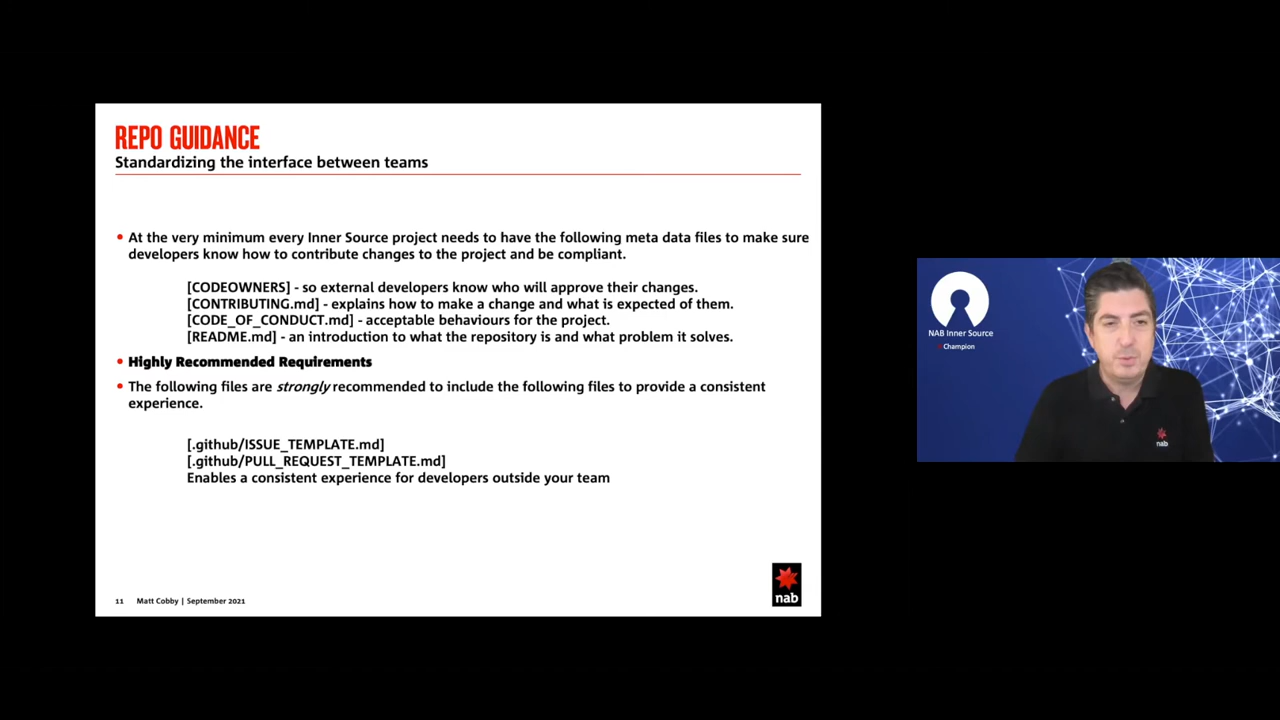 REPO GUIDANCE
Standardizing the interface between teams
• At the very minimum every Inner Source project needs to have the following meta data files to make sure
developers know how to contribute changes to the project and be compliant.
[CODEOWNERS] - so external developers know who will approve their changes.
[CONTRIBUTING.md] - explains how to make a change and what is expected of them.
[CODE_OF_CONDUCT.md] - acceptable behaviours for the project.
[README.md] - an introduction to what the repository is and what problem it solves.
• Highly Recommended Requirements
• The following files are strongly recommended to include the following files to provide a consistent
experience.
[.github/ISSUE_TEMPLATE.md]
[.github/PULL_REQUEST_TEMPLATE.md]
Enables a consistent experience for developers outside your team
11 Matt Cobby | September 2021
nab
NAB Inner Source
Champion
nab